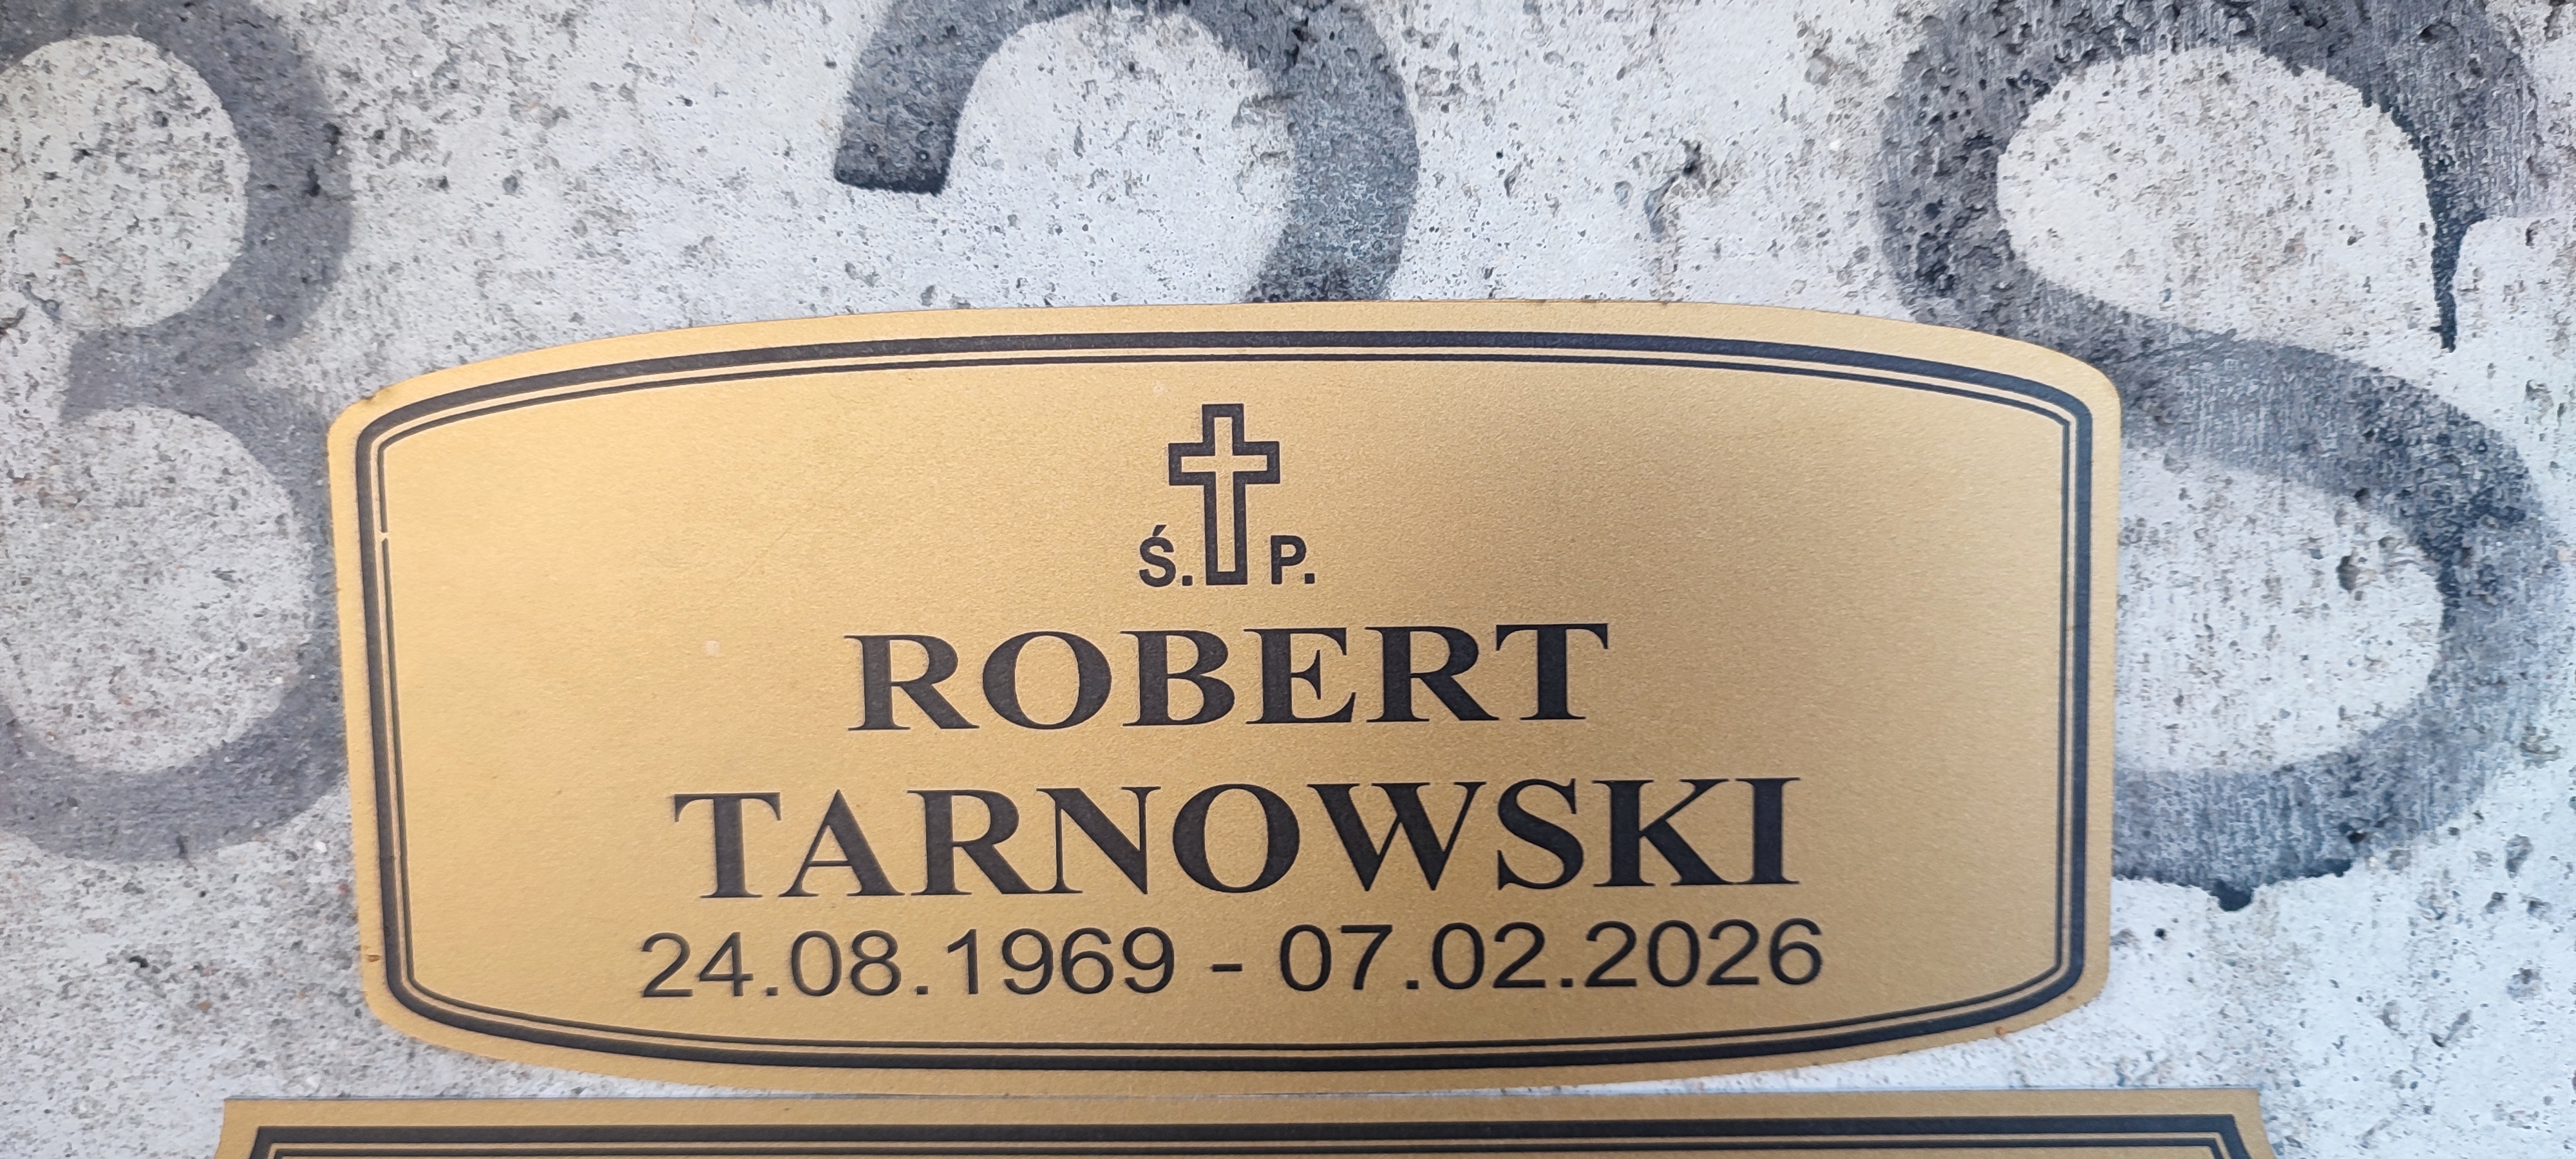 Ś. P.
ROBERT
TARNOWSKI
24.08.1969 - 07.02.2026